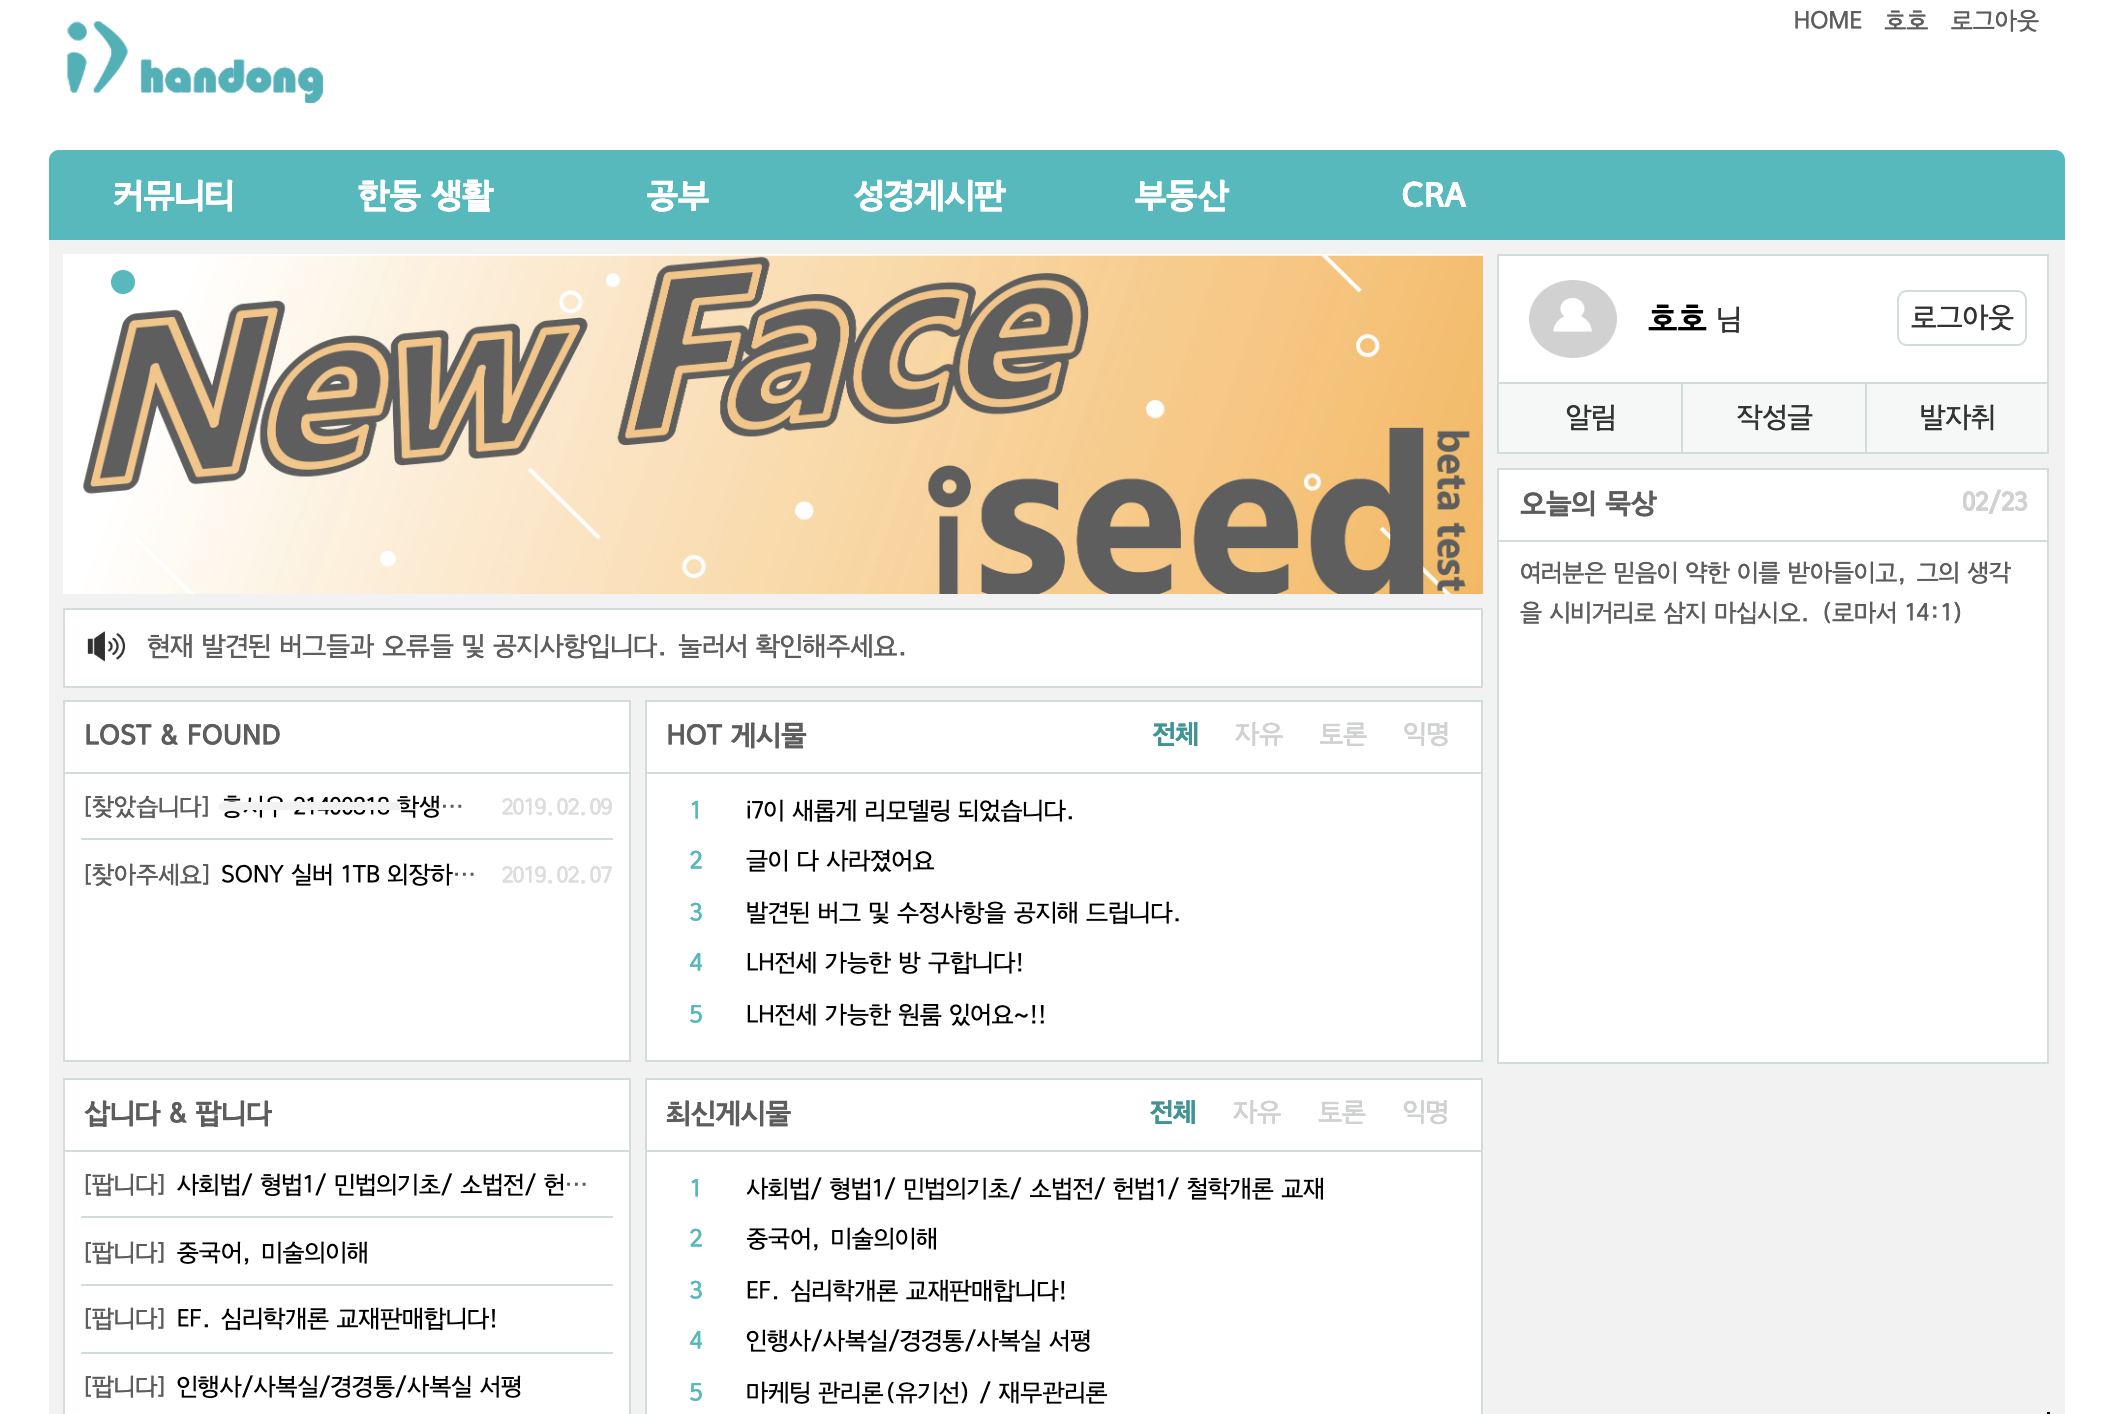 HOME 호호 로그아웃
i7 handong
커뮤니티 한동 생활 공부 성경게시판 부동산 CRA
New Face
iseed
beta test
호호 님 로그아웃
알림 작성글 발자취
오늘의 묵상 02/23
여러분은 믿음이 약한 이를 받아들이고, 그의 생각
을 시비거리로 삼지 마십시오. (로마서 14:1)
현재 발견된 버그들과 오류들 및 공지사항입니다. 눌러서 확인해주세요.
LOST & FOUND
[찾았습니다] 학생… 2019.02.09
[찾아주세요] SONY 실버 1TB 외장하… 2019.02.07
HOT 게시물 전체 자유 토론 익명
1 i7이 새롭게 리모델링 되었습니다.
2 글이 다 사라졌어요
3 발견된 버그 및 수정사항을 공지해 드립니다.
4 LH전세 가능한 방 구합니다!
5 LH전세 가능한 원룸 있어요~!!
삽니다 & 팝니다
[팝니다] 사회법/ 형법1/ 민법의기초/ 소법전/ 헌…
[팝니다] 중국어, 미술의이해
[팝니다] EF. 심리학개론 교재판매합니다!
[팝니다] 인행사/사복실/경경통/사복실 서평
최신게시물 전체 자유 토론 익명
1 사회법/ 형법1/ 민법의기초/ 소법전/ 헌법1/ 철학개론 교재
2 중국어, 미술의이해
3 EF. 심리학개론 교재판매합니다!
4 인행사/사복실/경경통/사복실 서평
5 마케팅 관리론(유기선) / 재무관리론